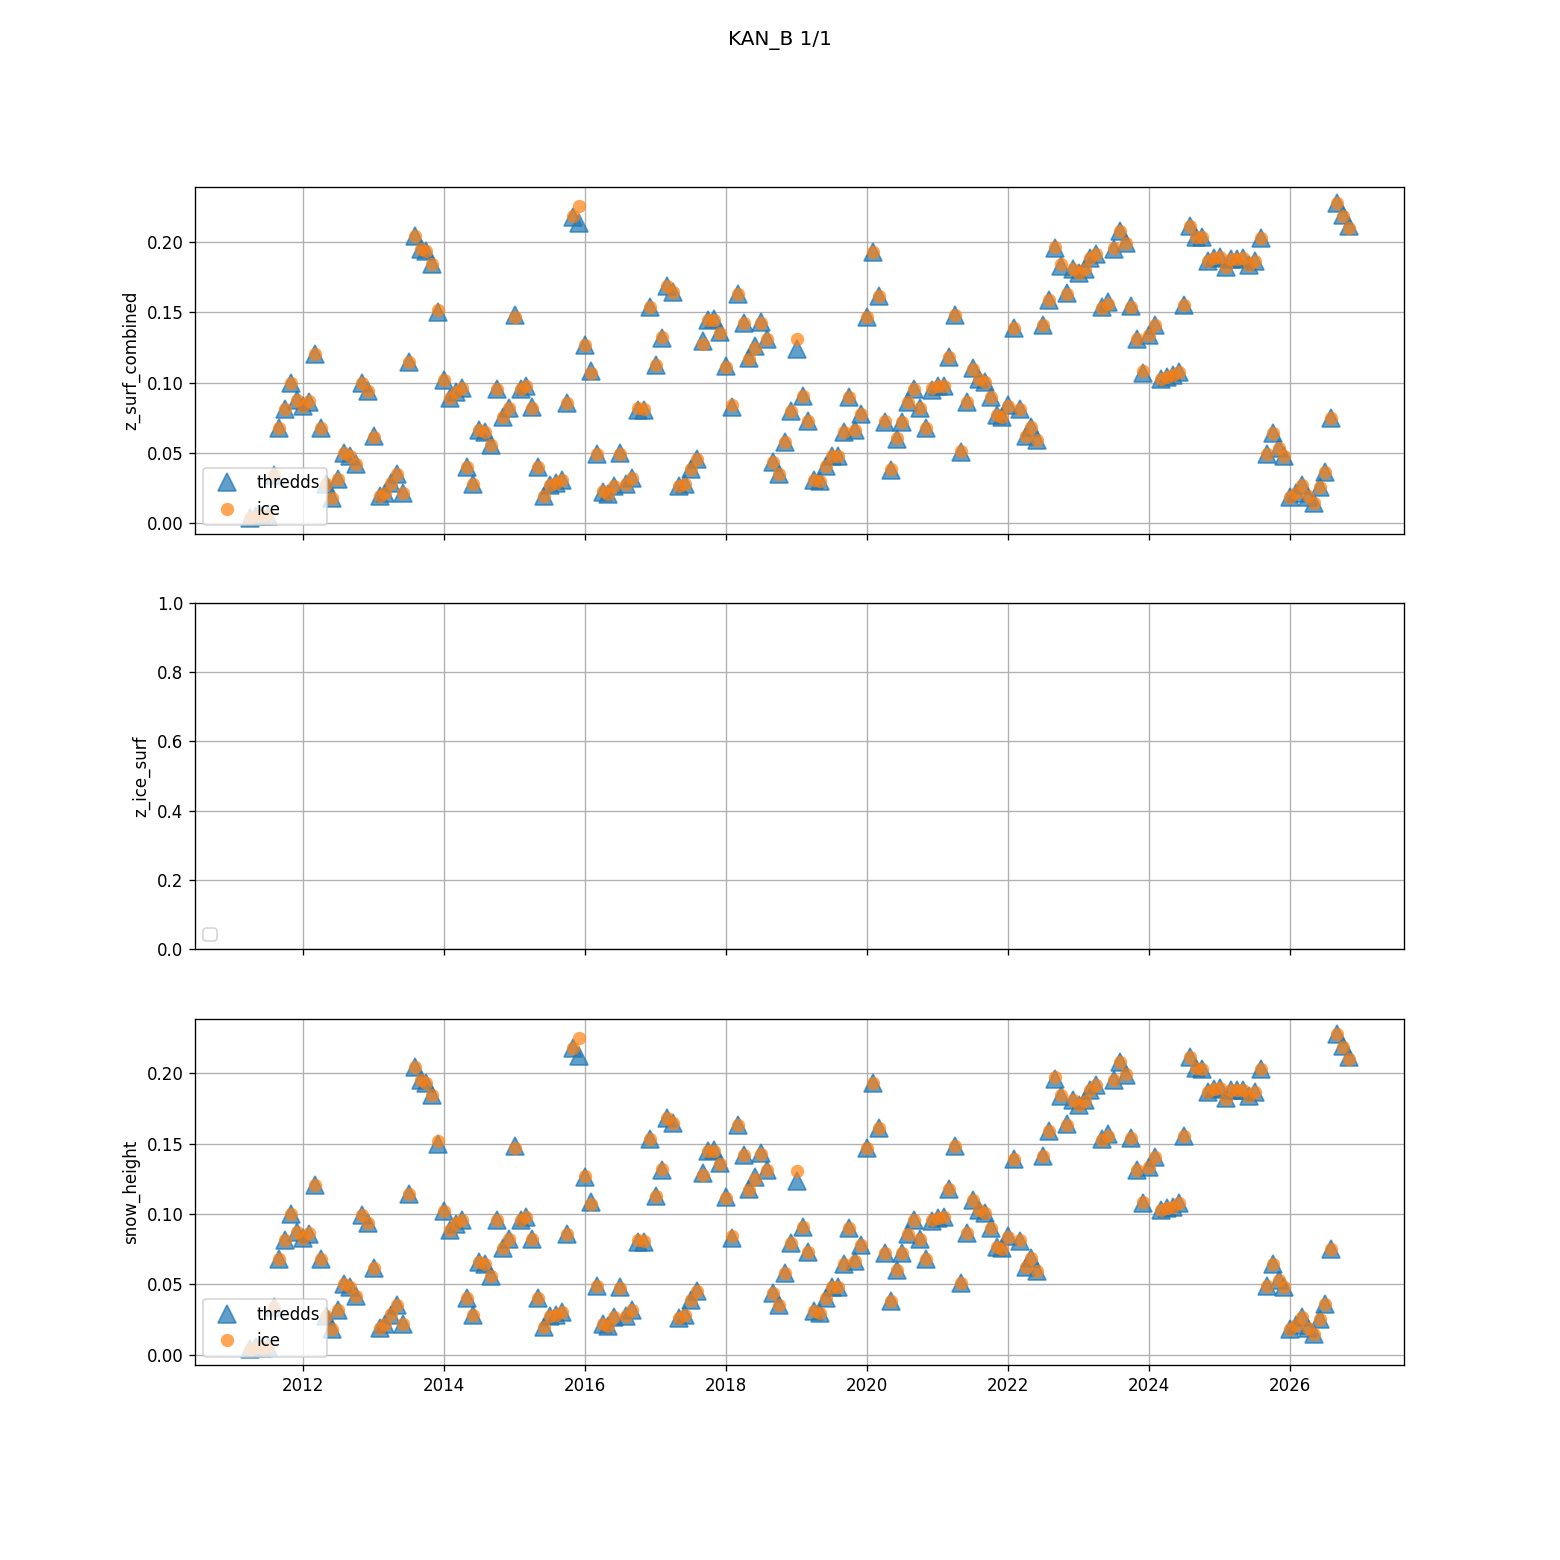 KAN_B 1/1
z_surf_combined
0.20
0.15
0.10
0.05
0.00
thredds
ice
z_ice_surf
1.0
0.8
0.6
0.4
0.2
0.0
snow_height
0.20
0.15
0.10
0.05
0.00
thredds
ice
2012 2014 2016 2018 2020 2022 2024 2026